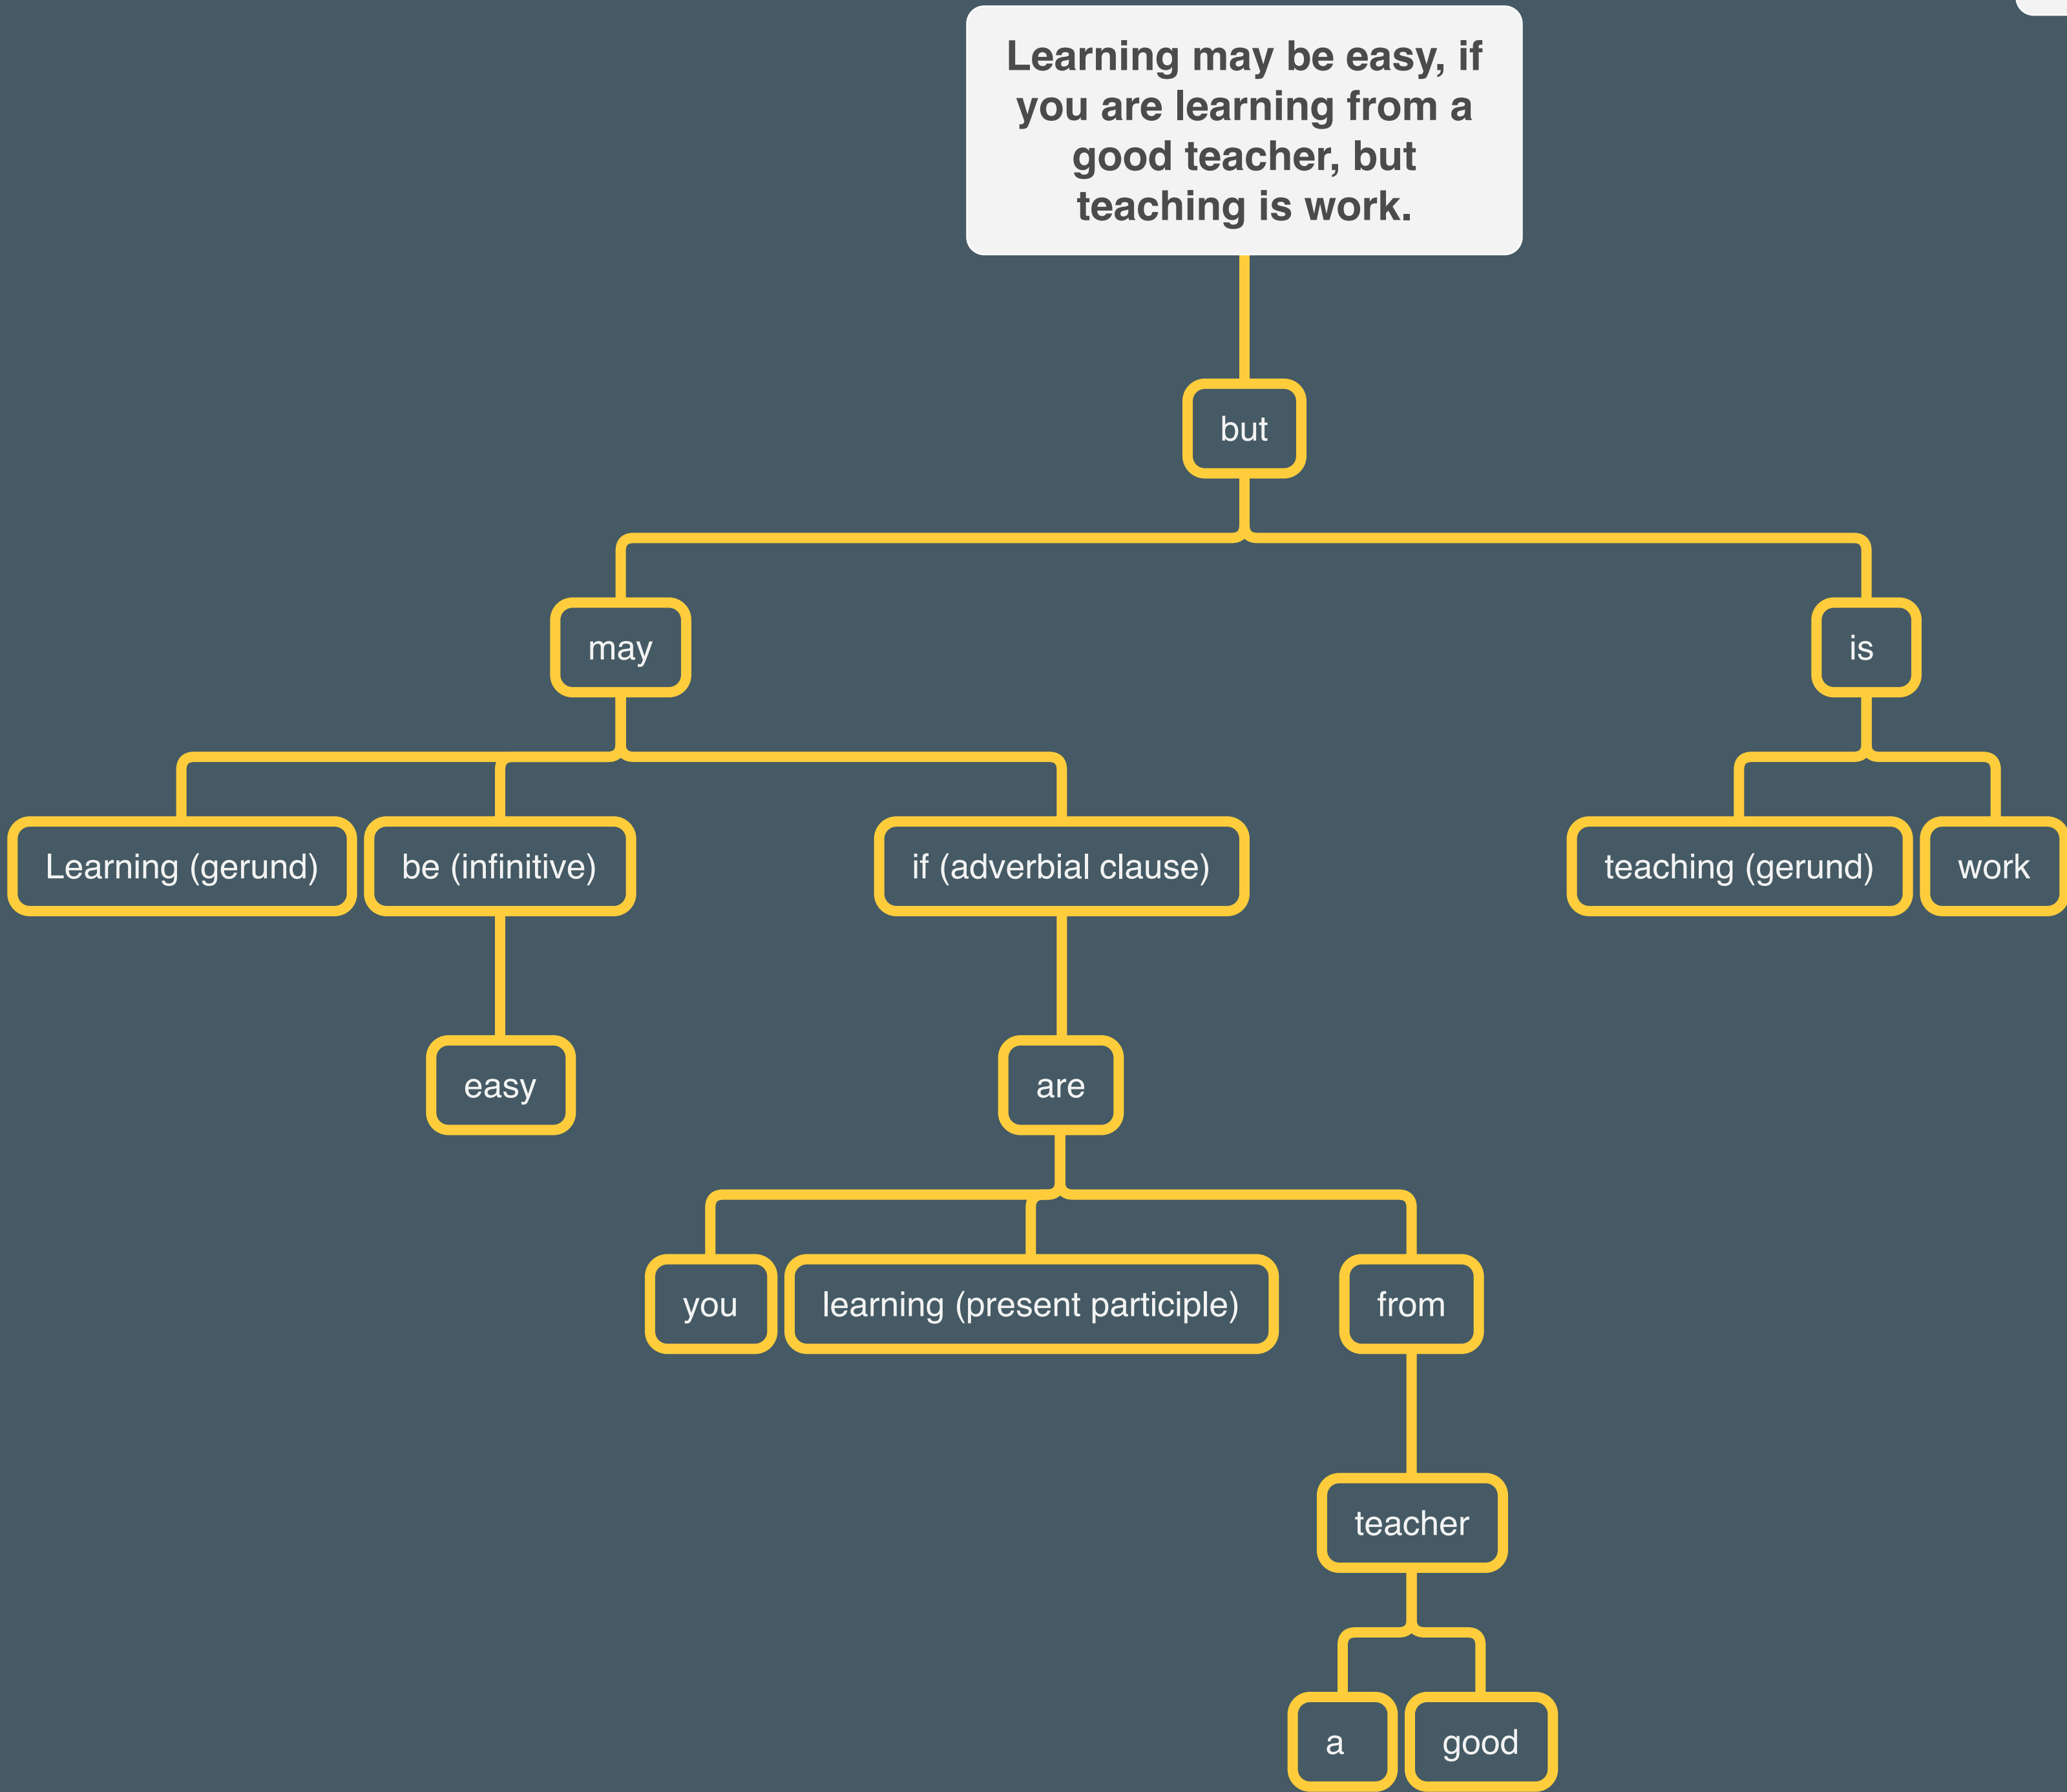 Learning may be easy, if
you are learning from a
good teacher, but
teaching is work.
but
may
is
Learning (gerund)
be (infinitive)
if (adverbial clause)
teaching (gerund)
work
easy
are
you
learning (present participle)
from
teacher
a
good